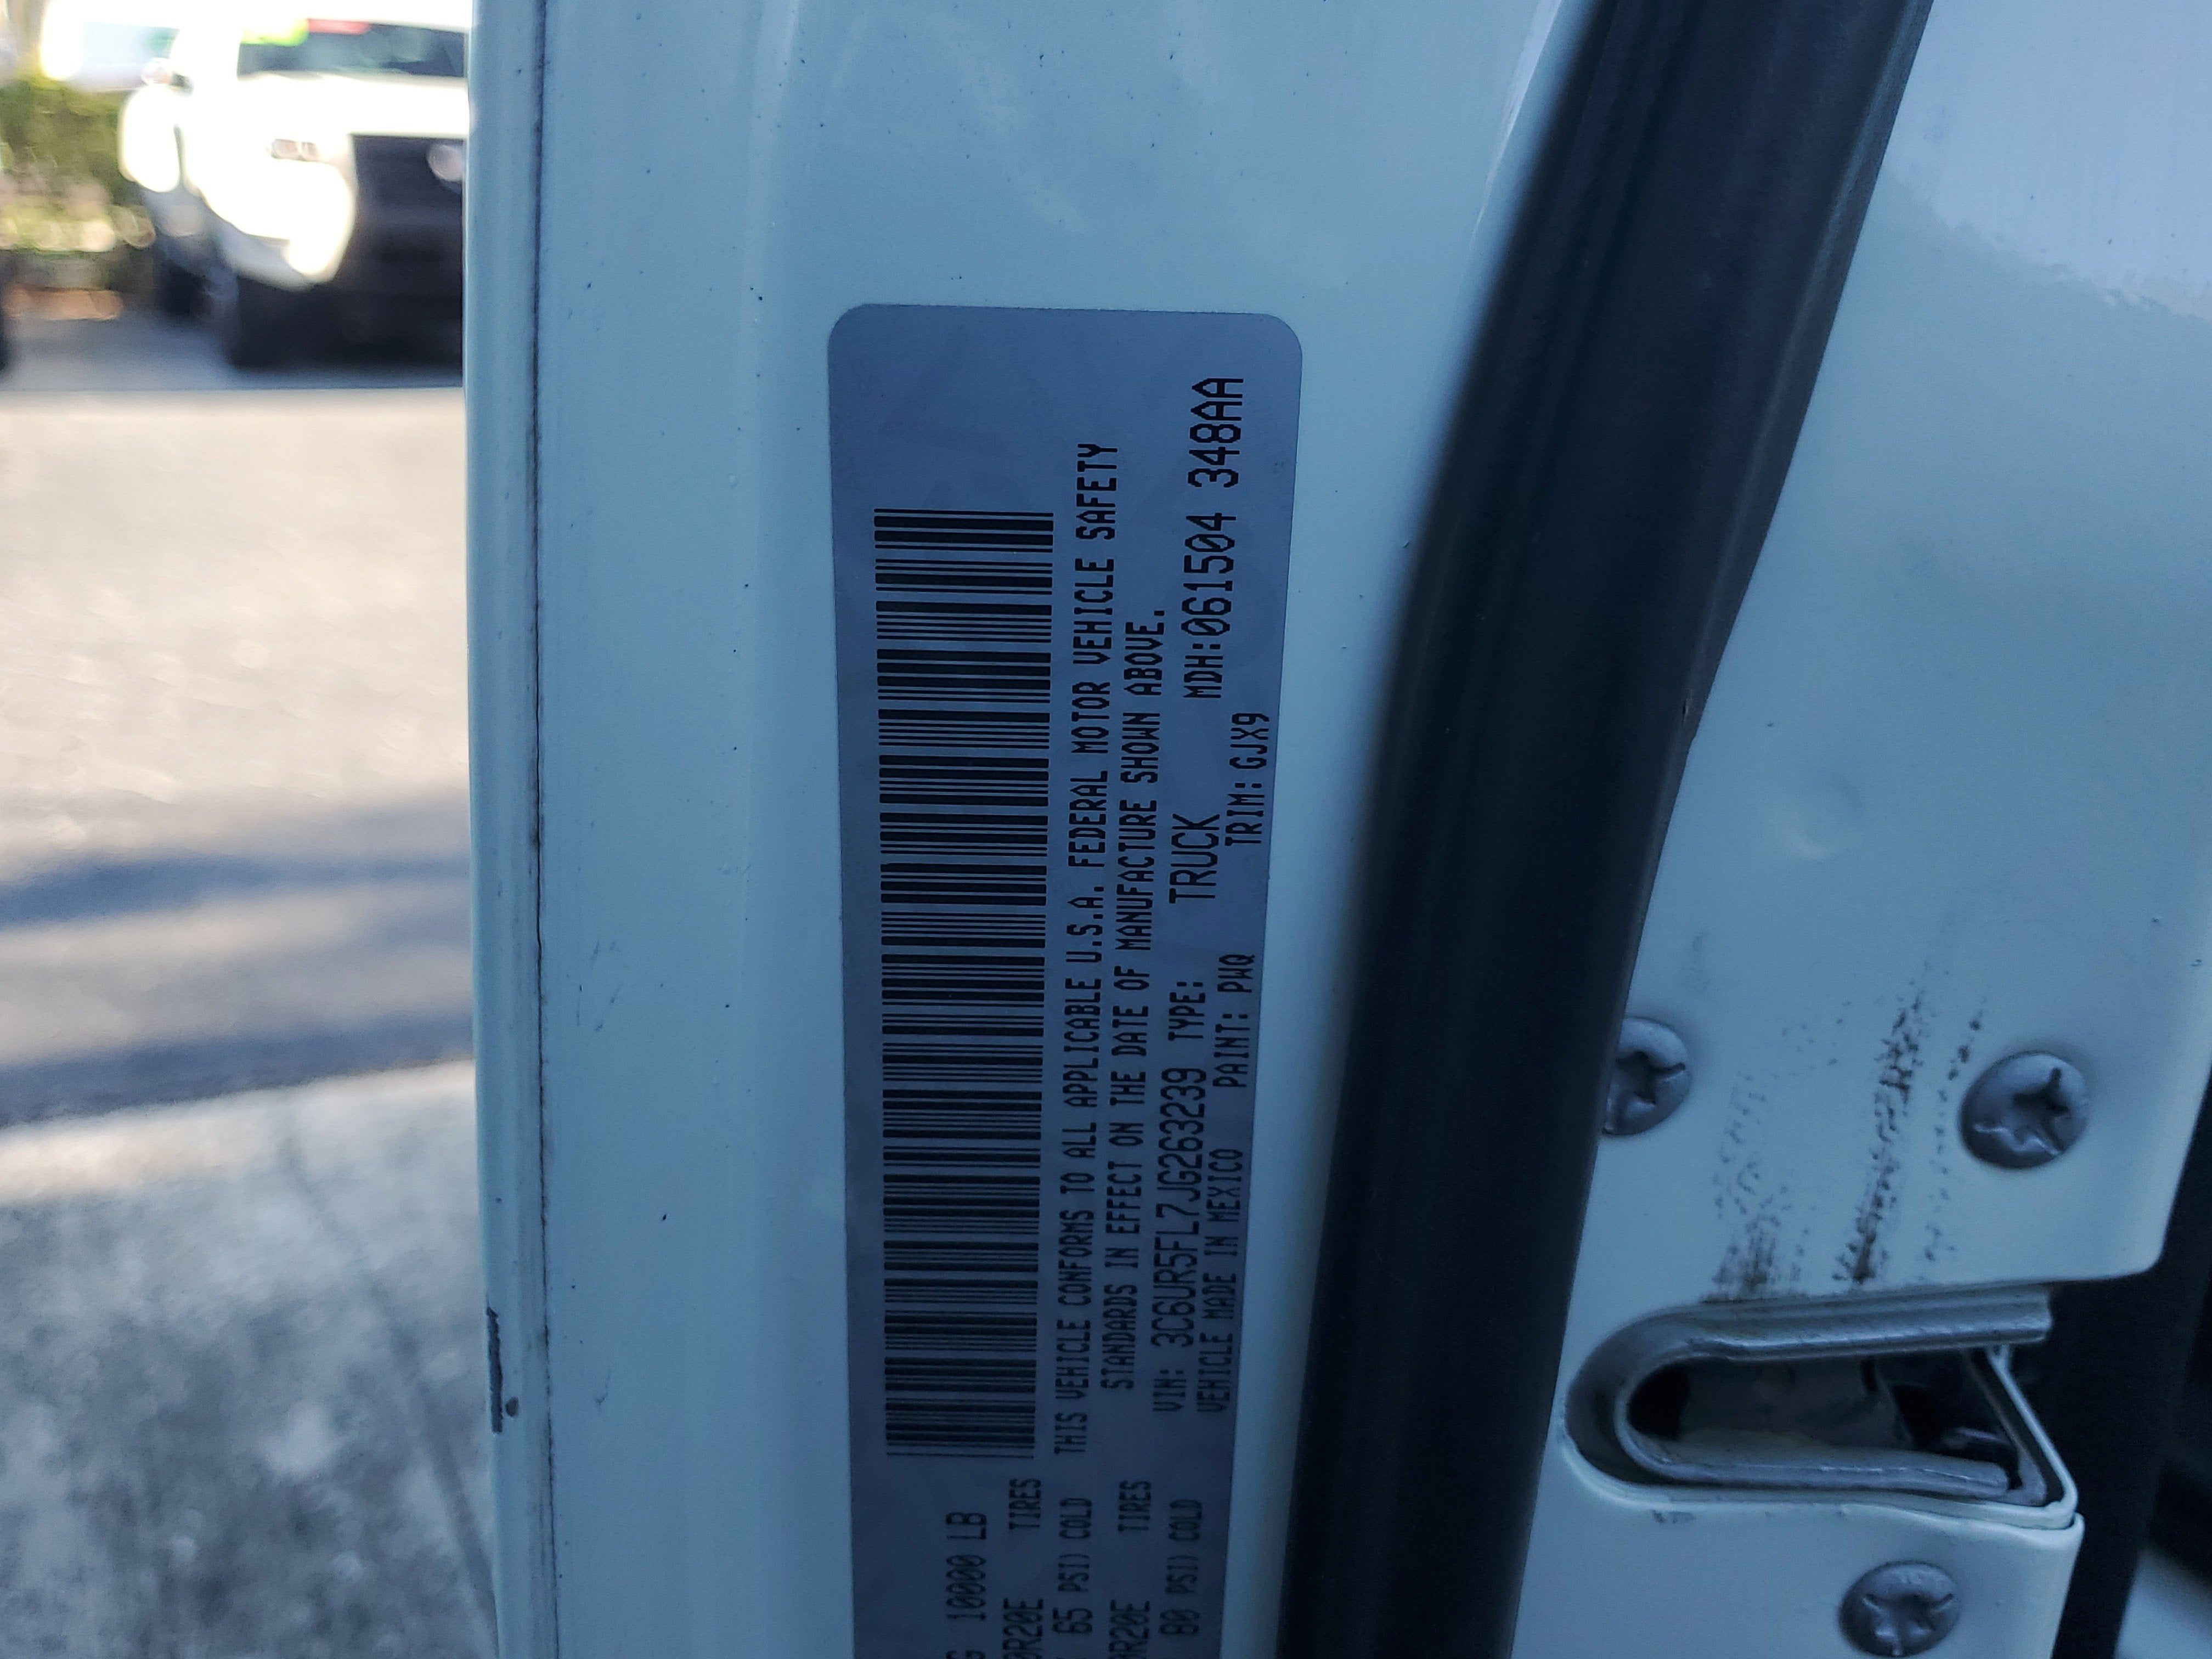 G 10000 LB
0R20E TIRES
65 PSI) COLD
R20E TIRES
80 PSI) COLD
THIS VEHICLE CONFORMS TO ALL APPLICABLE U.S.A. FEDERAL MOTOR VEHICLE SAFETY
STANDARDS IN EFFECT ON THE DATE OF MANUFACTURE SHOWN ABOVE.
VIN: 3C6UR5FL7JG263239 TYPE: TRUCK MDH:061504 348AA
VEHICLE MADE IN MEXICO PAINT: PWQ TRIM: GJX9